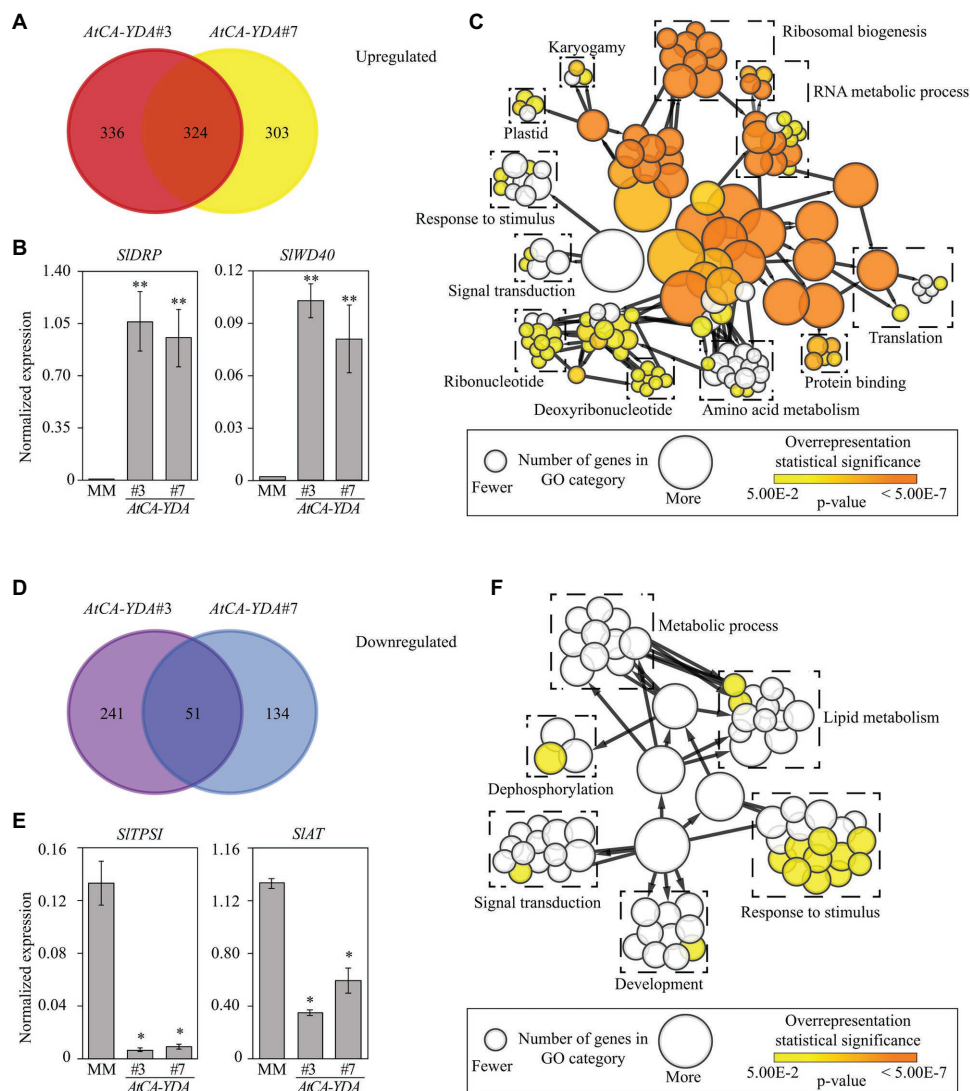 A
AtCA-YDA#3 AtCA-YDA#7
Upregulated
336 324 303
B
SlDRP
Normalized expression
1.40
1.05
0.70
0.35
0
** **
MM #3 #7
AtCA-YDA
SlWD40
0.12
0.09
0.06
0.03
0
** **
MM #3 #7
AtCA-YDA
C
Karyogamy
Ribosomal biogenesis
RNA metabolic process
Plastid
Response to stimulus
Signal transduction
Translation
Ribonucleotide
Protein binding
Deoxyribonucleotide
Amino acid metabolism
Fewer
Number of genes in
GO category
More
Overrepresentation
statistical significance
5.00E-2 < 5.00E-7
p-value
D
AtCA-YDA#3 AtCA-YDA#7
Downregulated
241 51 134
E
SlTPSI
Normalized expression
0.16
0.12
0.08
0.04
0
* *
MM #3 #7
AtCA-YDA
SlAT
1.16
1.20
0.80
0.40
0
* *
MM #3 #7
AtCA-YDA
F
Metabolic process
Lipid metabolism
Dephosphorylation
Signal transduction
Response to stimulus
Development
Fewer
Number of genes in
GO category
More
Overrepresentation
statistical significance
5.00E-2 < 5.00E-7
p-value